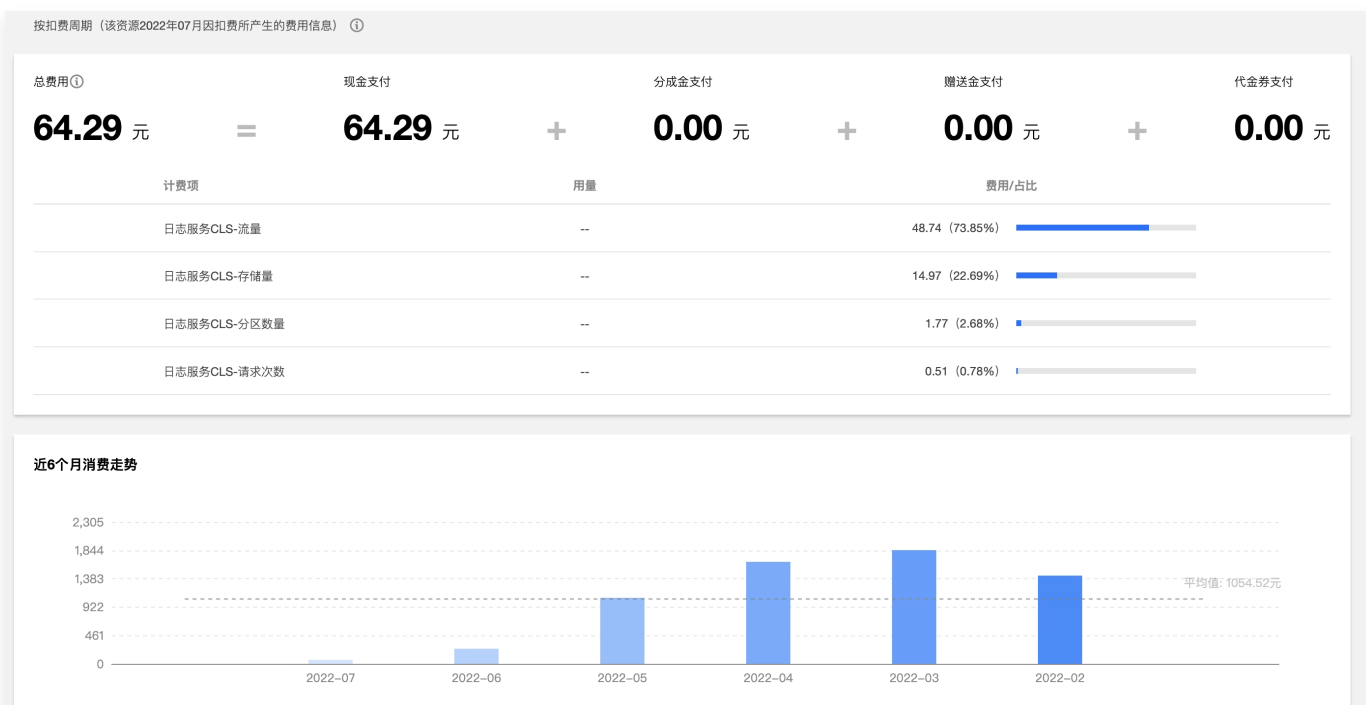 按扣费周期（该资源2022年07月因扣费所产生的费用信息）
总费用 现金支付 分成金支付 赠送金支付 代金券支付
64.29 元 = 64.29 元 + 0.00 元 + 0.00 元 + 0.00 元
计费项 用量 费用/占比
日志服务CLS-流量 -- 48.74（73.85%）
日志服务CLS-存储量 -- 14.97（22.69%）
日志服务CLS-分区数量 -- 1.77（2.68%）
日志服务CLS-请求次数 -- 0.51（0.78%）
近6个月消费走势
2,305
1,844
1,383
平均值: 1054.52元
922
461
0
2022-07 2022-06 2022-05 2022-04 2022-03 2022-02